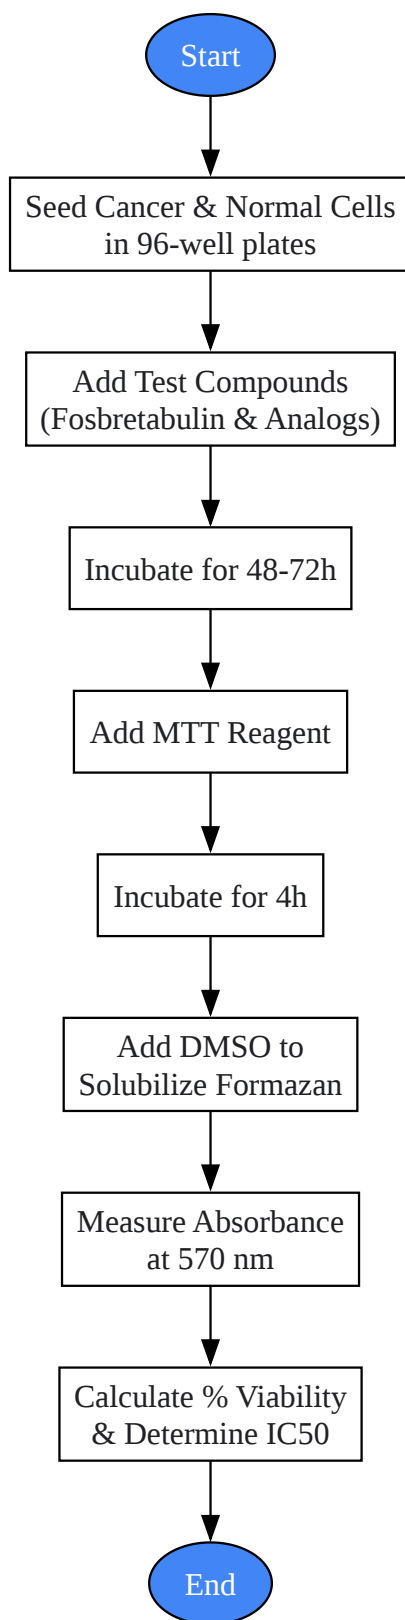 Start
Seed Cancer & Normal Cells
in 96-well plates
Add Test Compounds
(Fosbretabulin & Analogs)
Incubate for 48-72h
Add MTT Reagent
Incubate for 4h
Add DMSO to
Solubilize Formazan
Measure Absorbance
at 570 nm
Calculate % Viability
& Determine IC50
End